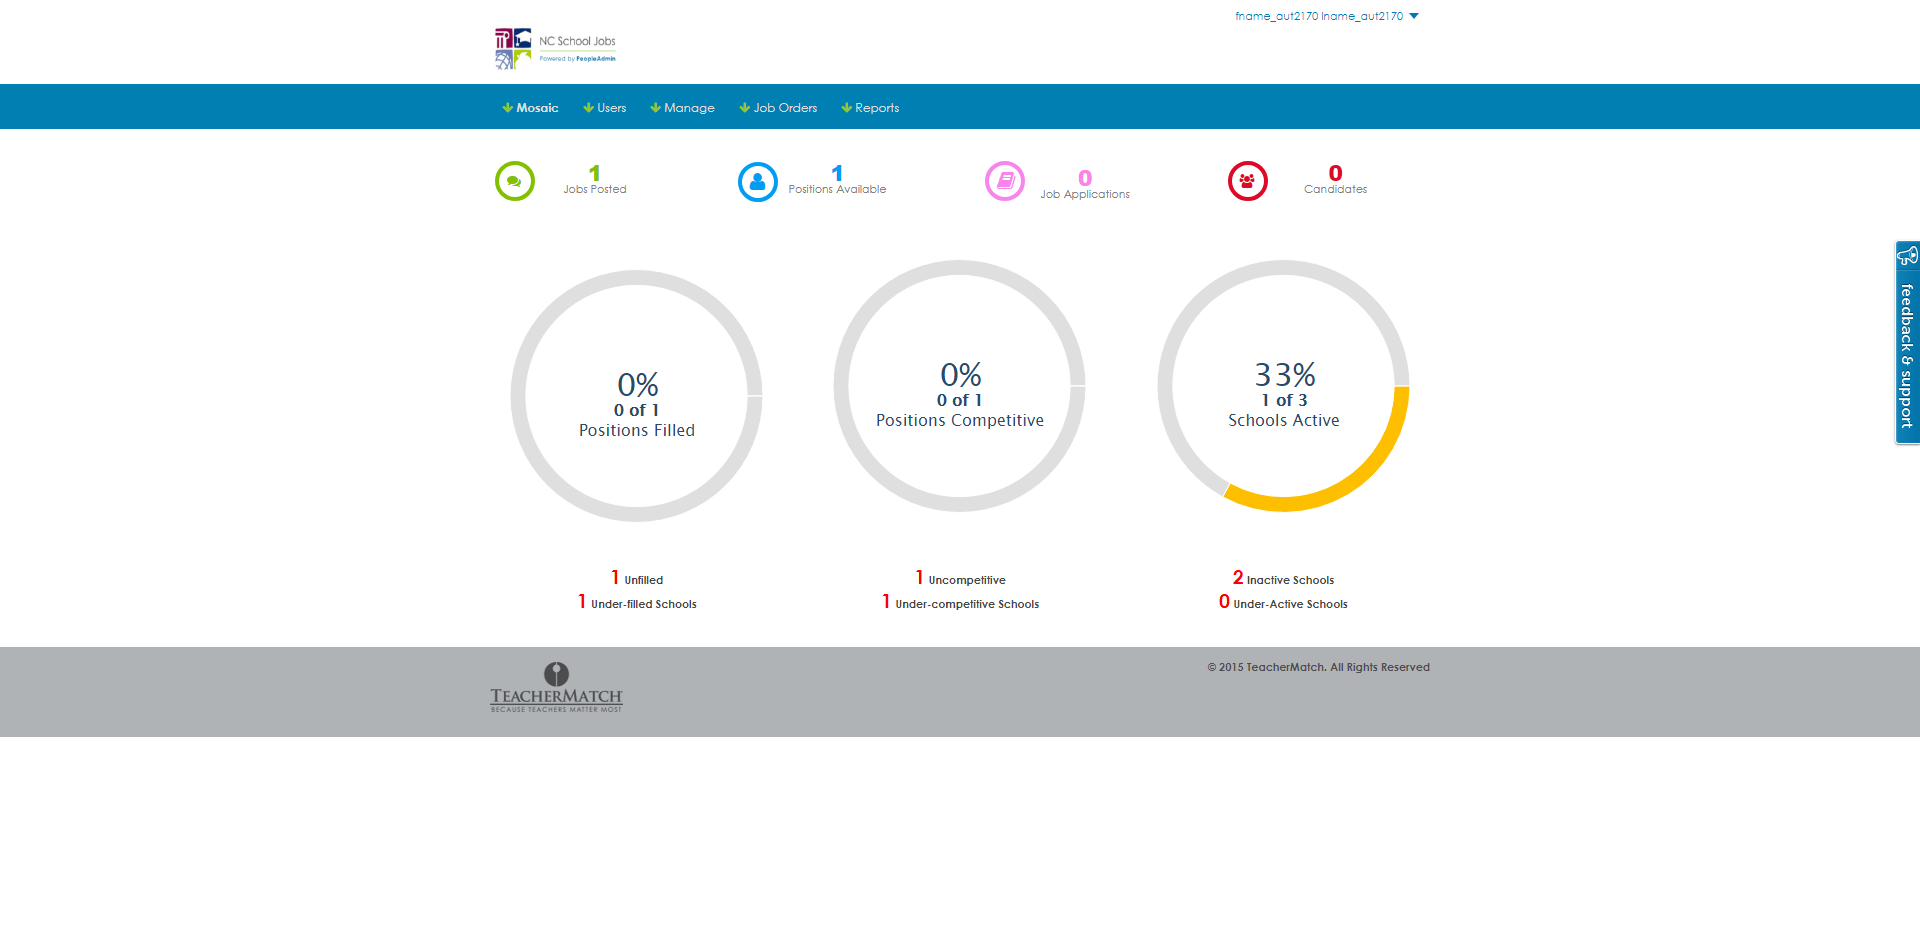 fname_aut2170 lname_aut2170
NC School Jobs
Powered by PeopleAdmin
Mosaic Users Manage Job Orders Reports
1
Jobs Posted
1
Positions Available
0
Job Applications
0
Candidates
0%
0 of 1
Positions Filled
0%
0 of 1
Positions Competitive
33%
1 of 3
Schools Active
feedback & support
1 Unfilled
1 Under-filled Schools
1 Uncompetitive
1 Under-competitive Schools
2 Inactive Schools
0 Under-Active Schools
TEACHERMATCH
BECAUSE TEACHERS MATTER MOST
© 2015 TeacherMatch. All Rights Reserved